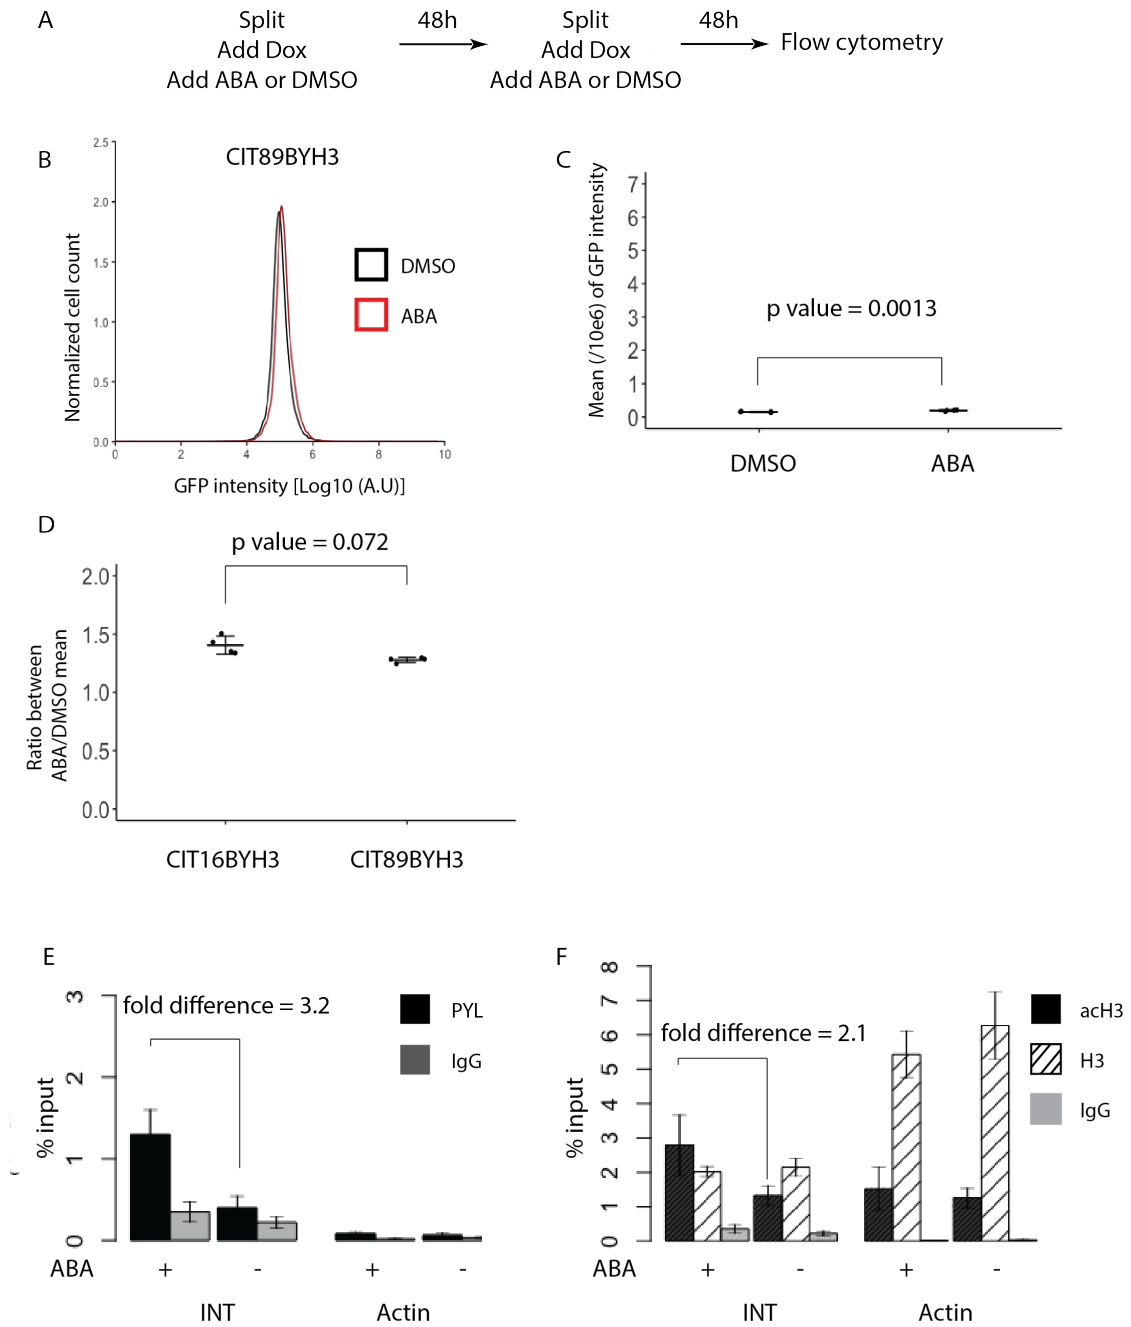 A
Split
Add Dox
Add ABA or DMSO
48h
Split
Add Dox
Add ABA or DMSO
48h
Flow cytometry
B
CIT89BYH3
Normalized cell count
2.5
2.0
1.5
1.0
0.5
0.0
0 2 4 6 8 10
GFP intensity [Log10 (A.U)]
DMSO
ABA
C
Mean (/10e6) of GFP intensity
7
6
5
4
3
2
1
0
p value = 0.0013
DMSO ABA
D
p value = 0.072
Ratio between
ABA/DMSO mean
2.0
1.5
1.0
0.5
0.0
CIT16BYH3 CIT89BYH3
E
fold difference = 3.2
% input
3
2
1
0
PYL
IgG
ABA + - + -
INT Actin
F
fold difference = 2.1
% input
8
7
6
5
4
3
2
1
0
acH3
H3
IgG
ABA + - + -
INT Actin